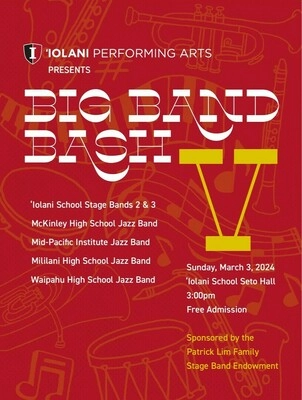 'IOLANI PERFORMING ARTS
PRESENTS
BIG BAND
BASH
V
'Iolani School Stage Bands 2 & 3
McKinley High School Jazz Band
Mid-Pacific Institute Jazz Band
Mililani High School Jazz Band
Waipahu High School Jazz Band
Sunday, March 3, 2024
'Iolani School Seto Hall
3:00pm
Free Admission
Sponsored by the
Patrick Lim Family
Stage Band Endowment